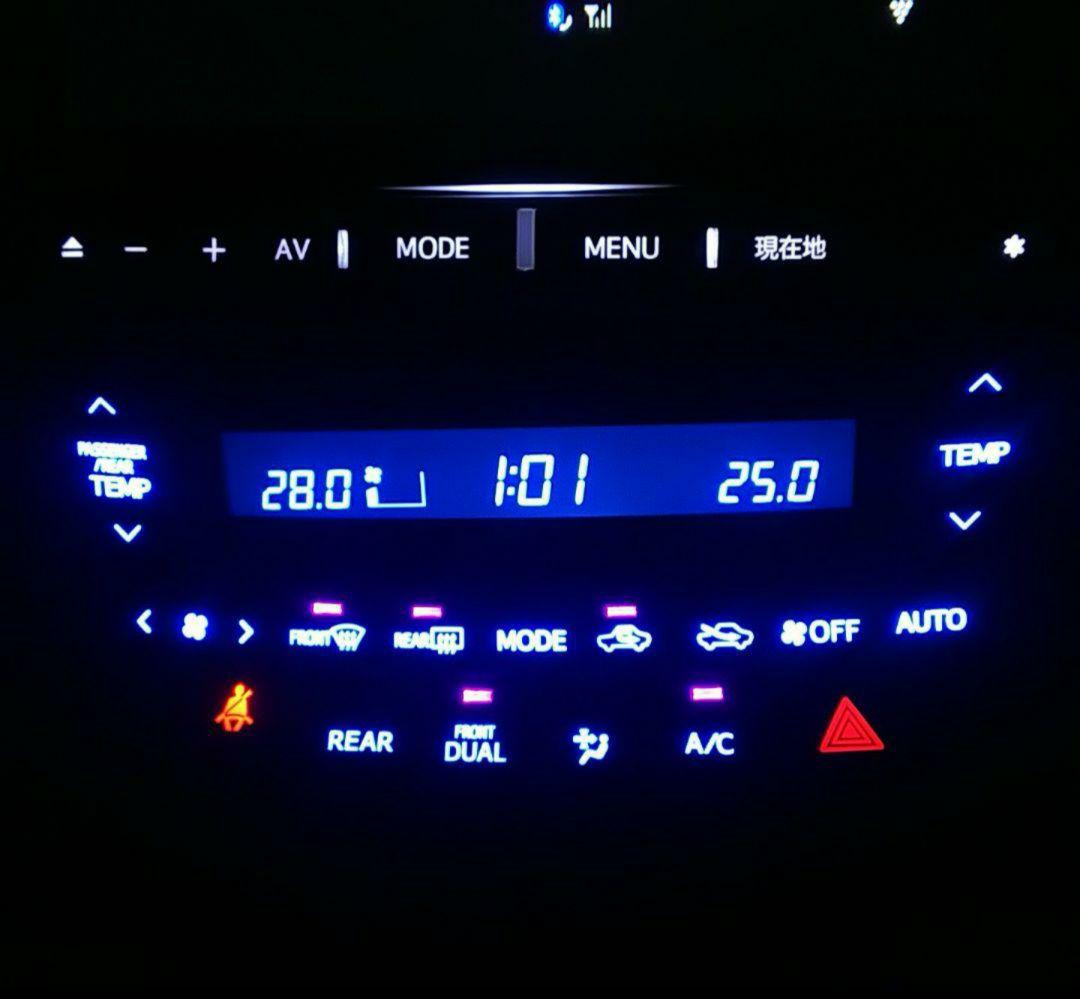 AV MODE MENU 現在地
PASSENGER
/REAR
TEMP
28.0 1:01 25.0
TEMP
FRONT REAR MODE OFF AUTO
REAR
FRONT
DUAL
A/C